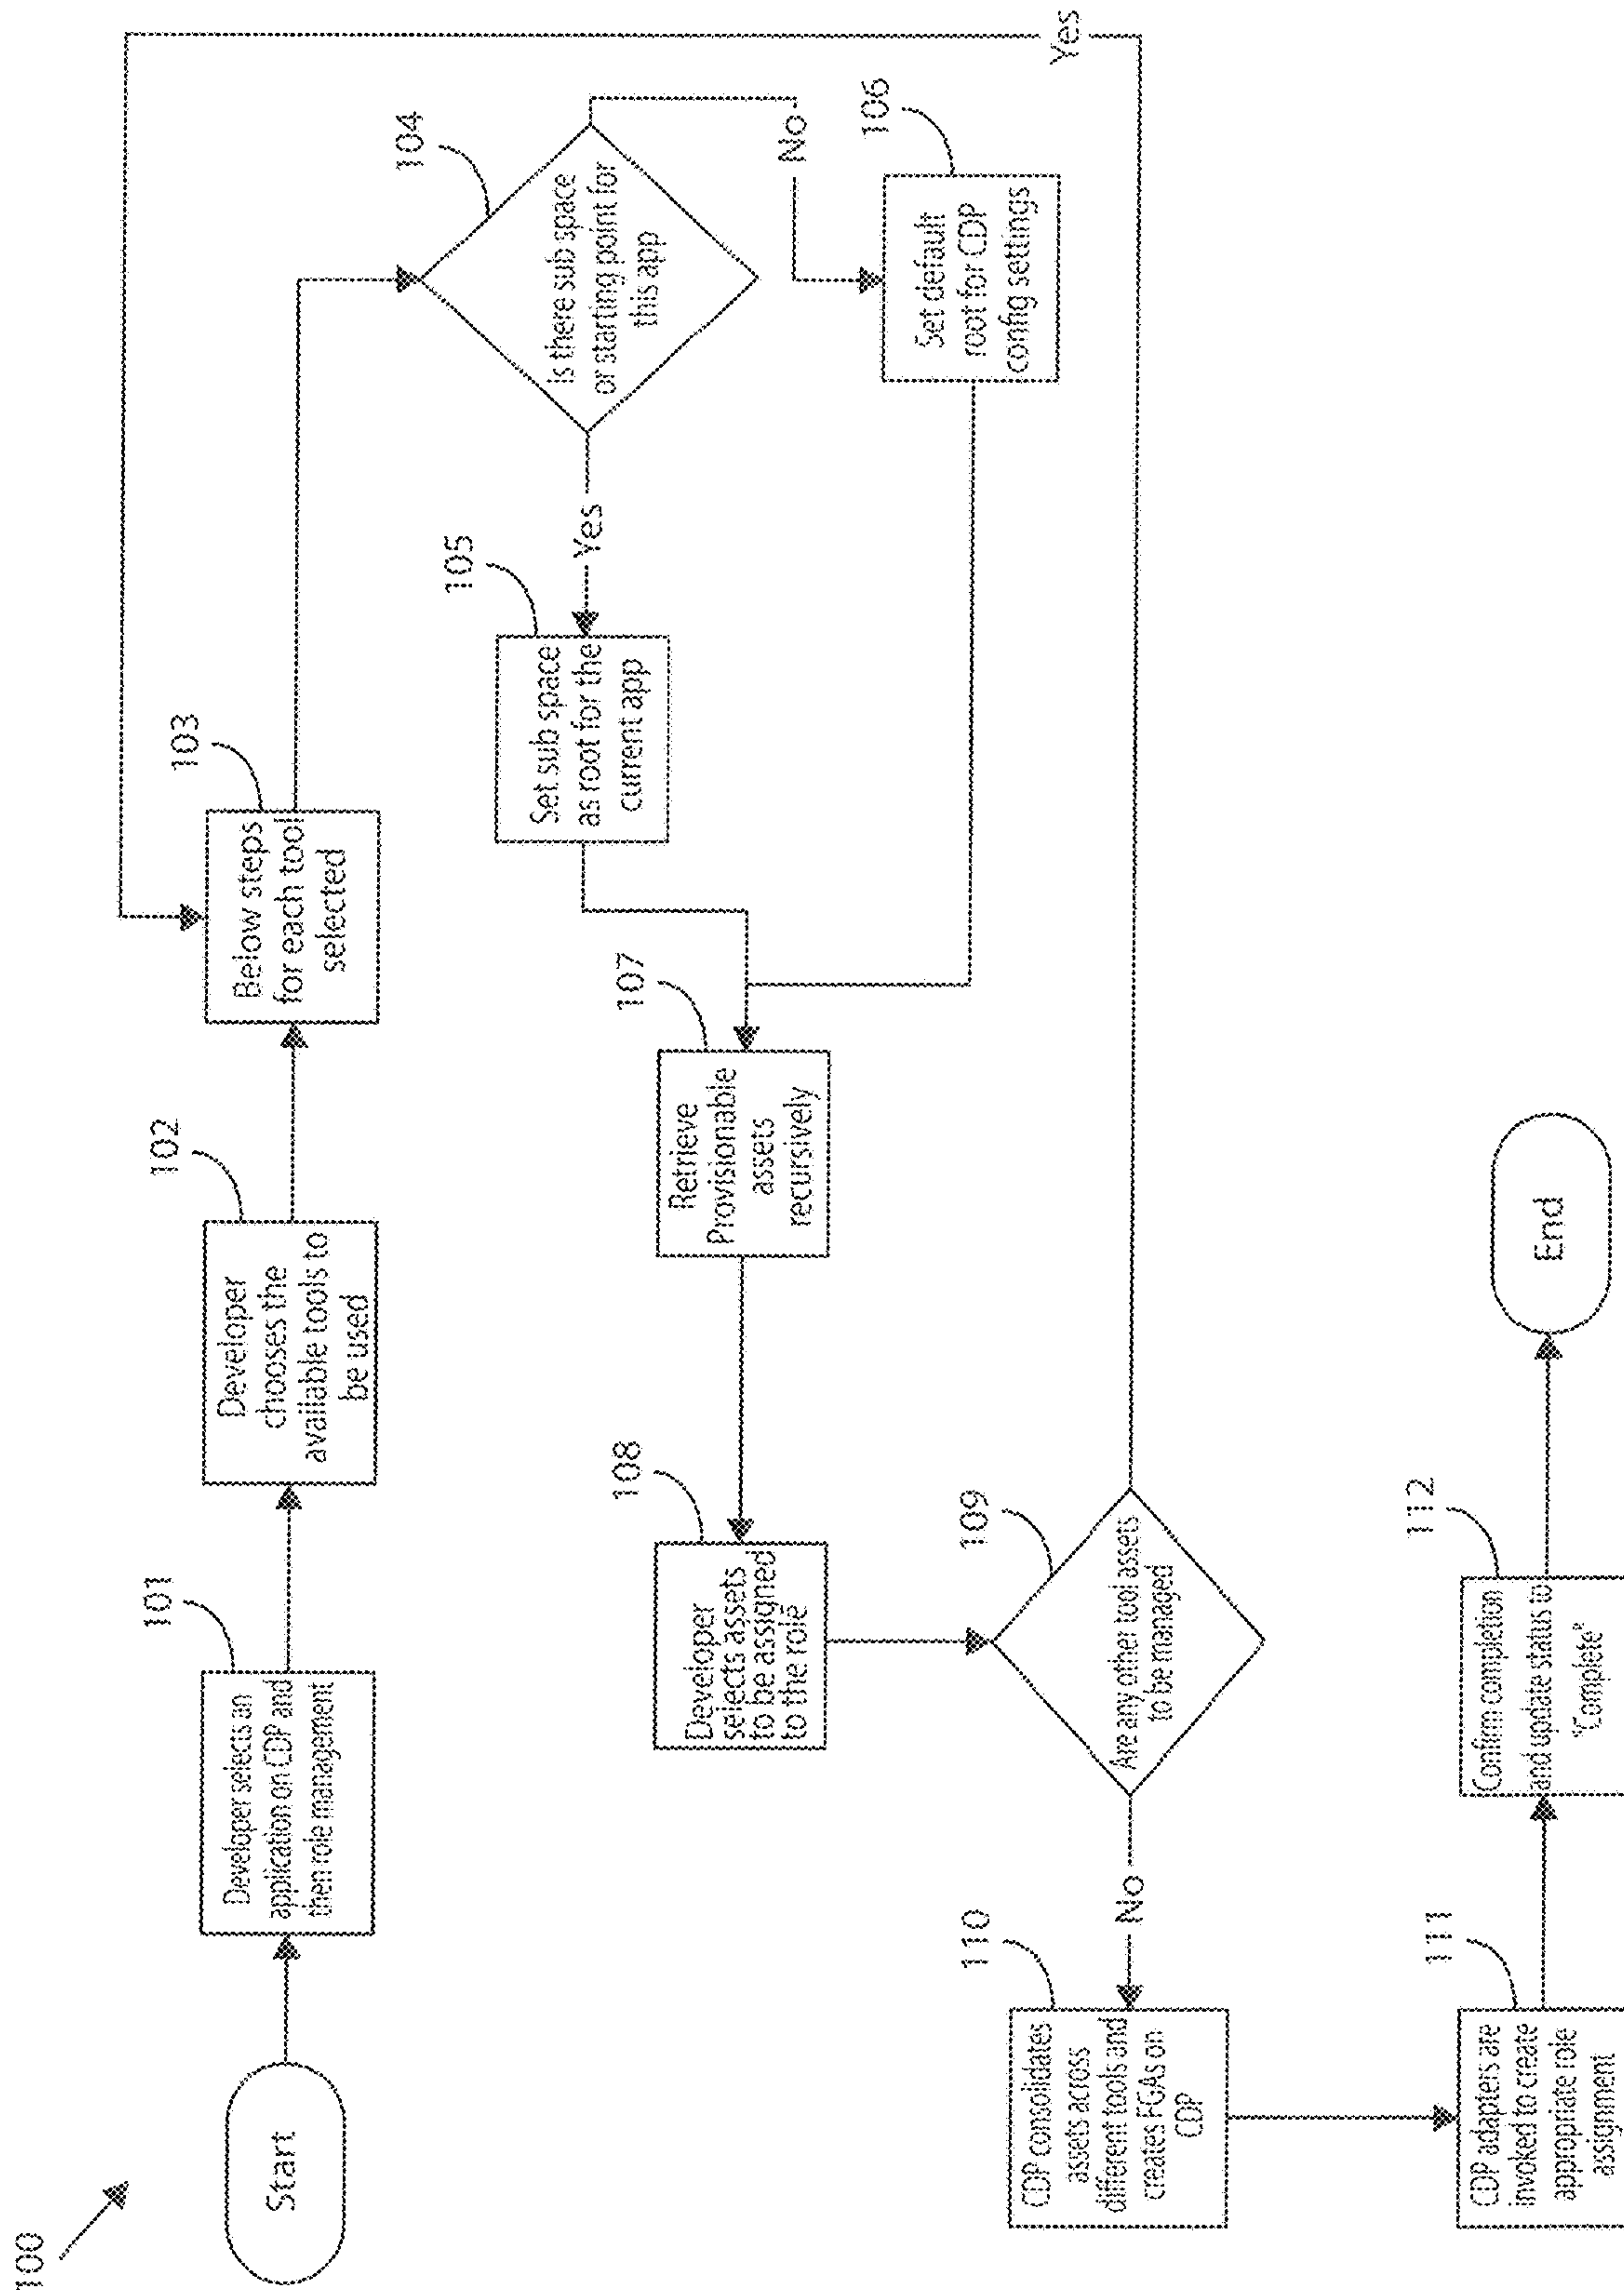 100
Start
101
Developer selects an
application on CDP and
then role management
102
Developer
chooses the
available tools to
be used
103
Below steps
for each tool
selected
104
Is there sub space
or starting point for
this app
Yes
No
105
Set sub space
as root for the
current app
106
Set default
root for CDP
config settings
107
Retrieve
Provisionable
assets
recursively
108
Developer
selects assets
to be assigned
to the role
109
Are any other tool assets
to be managed
Yes
No
110
CDP consolidates
assets across
different tools and
creates FGAs on
CDP
111
CDP adapters are
invoked to create
appropriate role
assignment
112
Confirm completion
and update status to
"Complete"
End